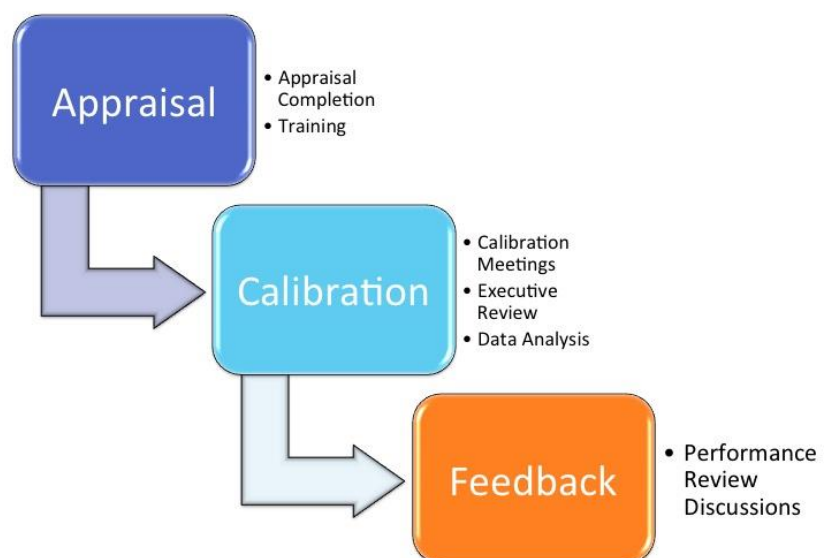 Appraisal
• Appraisal
Completion
• Training
Calibration
• Calibration
Meetings
• Executive
Review
• Data Analysis
Feedback
• Performance
Review
Discussions